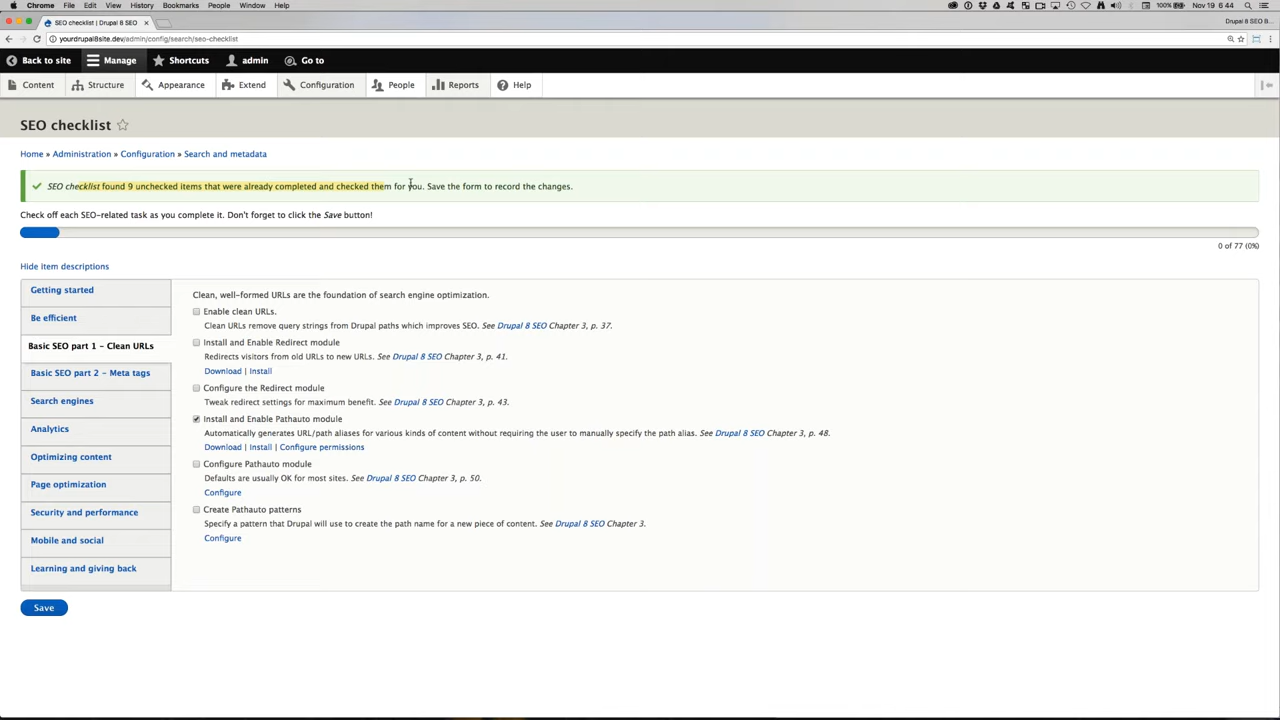 Chrome File Edit View History Bookmarks People Window Help 100% Nov 19 6:44
SEO checklist | Drupal 8 SEO
Drupal 8 SEO B...
yourdrupal8site.dev/admin/config/search/seo-checklist
Back to site Manage Shortcuts admin Go to
Content Structure Appearance Extend Configuration People Reports Help
SEO checklist
Home » Administration » Configuration » Search and metadata
SEO checklist found 9 unchecked items that were already completed and checked them for you. Save the form to record the changes.
Check off each SEO-related task as you complete it. Don't forget to click the Save button!
0 of 77 (0%)
Hide item descriptions
Getting started
Be efficient
Basic SEO part 1 – Clean URLs
Basic SEO part 2 – Meta tags
Search engines
Analytics
Optimizing content
Page optimization
Security and performance
Mobile and social
Learning and giving back
Clean, well-formed URLs are the foundation of search engine optimization.
Enable clean URLs.
Clean URLs remove query strings from Drupal paths which improves SEO. See Drupal 8 SEO Chapter 3, p. 37.
Install and Enable Redirect module
Redirects visitors from old URLs to new URLs. See Drupal 8 SEO Chapter 3, p. 41.
Download | Install
Configure the Redirect module
Tweak redirect settings for maximum benefit. See Drupal 8 SEO Chapter 3, p. 43.
Install and Enable Pathauto module
Automatically generates URL/path aliases for various kinds of content without requiring the user to manually specify the path alias. See Drupal 8 SEO Chapter 3, p. 48.
Download | Install | Configure permissions
Configure Pathauto module
Defaults are usually OK for most sites. See Drupal 8 SEO Chapter 3, p. 50.
Configure
Create Pathauto patterns
Specify a pattern that Drupal will use to create the path name for a new piece of content. See Drupal 8 SEO Chapter 3.
Configure
Save